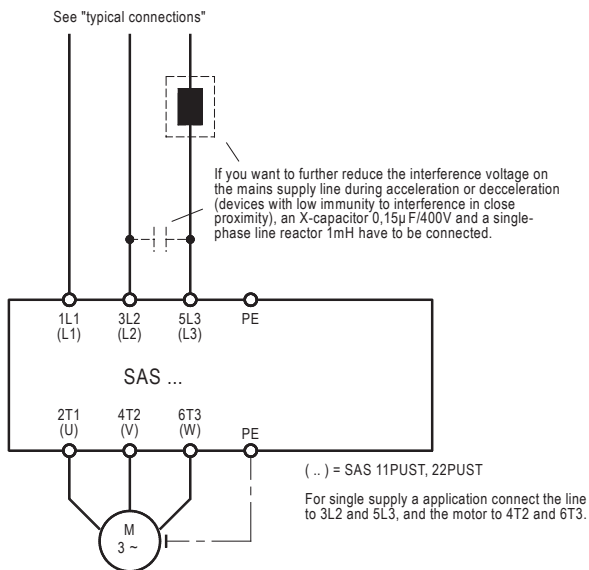 See "typical connections"
If you want to further reduce the interference voltage on
the mains supply line during acceleration or decceleration
(devices with low immunity to interference in close
proximity), an X-capacitor 0,15µF/400V and a single-
phase line reactor 1mH have to be connected.
1L1 3L2 5L3 PE
(L1) (L2) (L3)
SAS ...
2T1 4T2 6T3
(U) (V) (W) PE
( .. ) = SAS 11PUST, 22PUST
For single supply a application connect the line
to 3L2 and 5L3, and the motor to 4T2 and 6T3.
M
3 ~